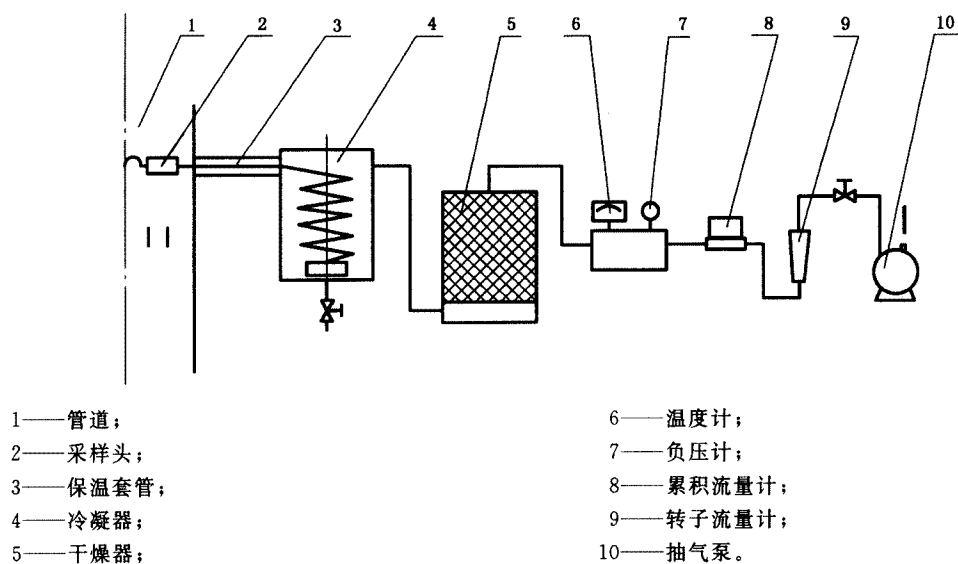 1 2 3 4 5 6 7 8 9 10
1——管道;
2——采样头;
3——保温套管;
4——冷凝器;
5——干燥器;
6——温度计;
7——负压计;
8——累积流量计;
9——转子流量计;
10——抽气泵。